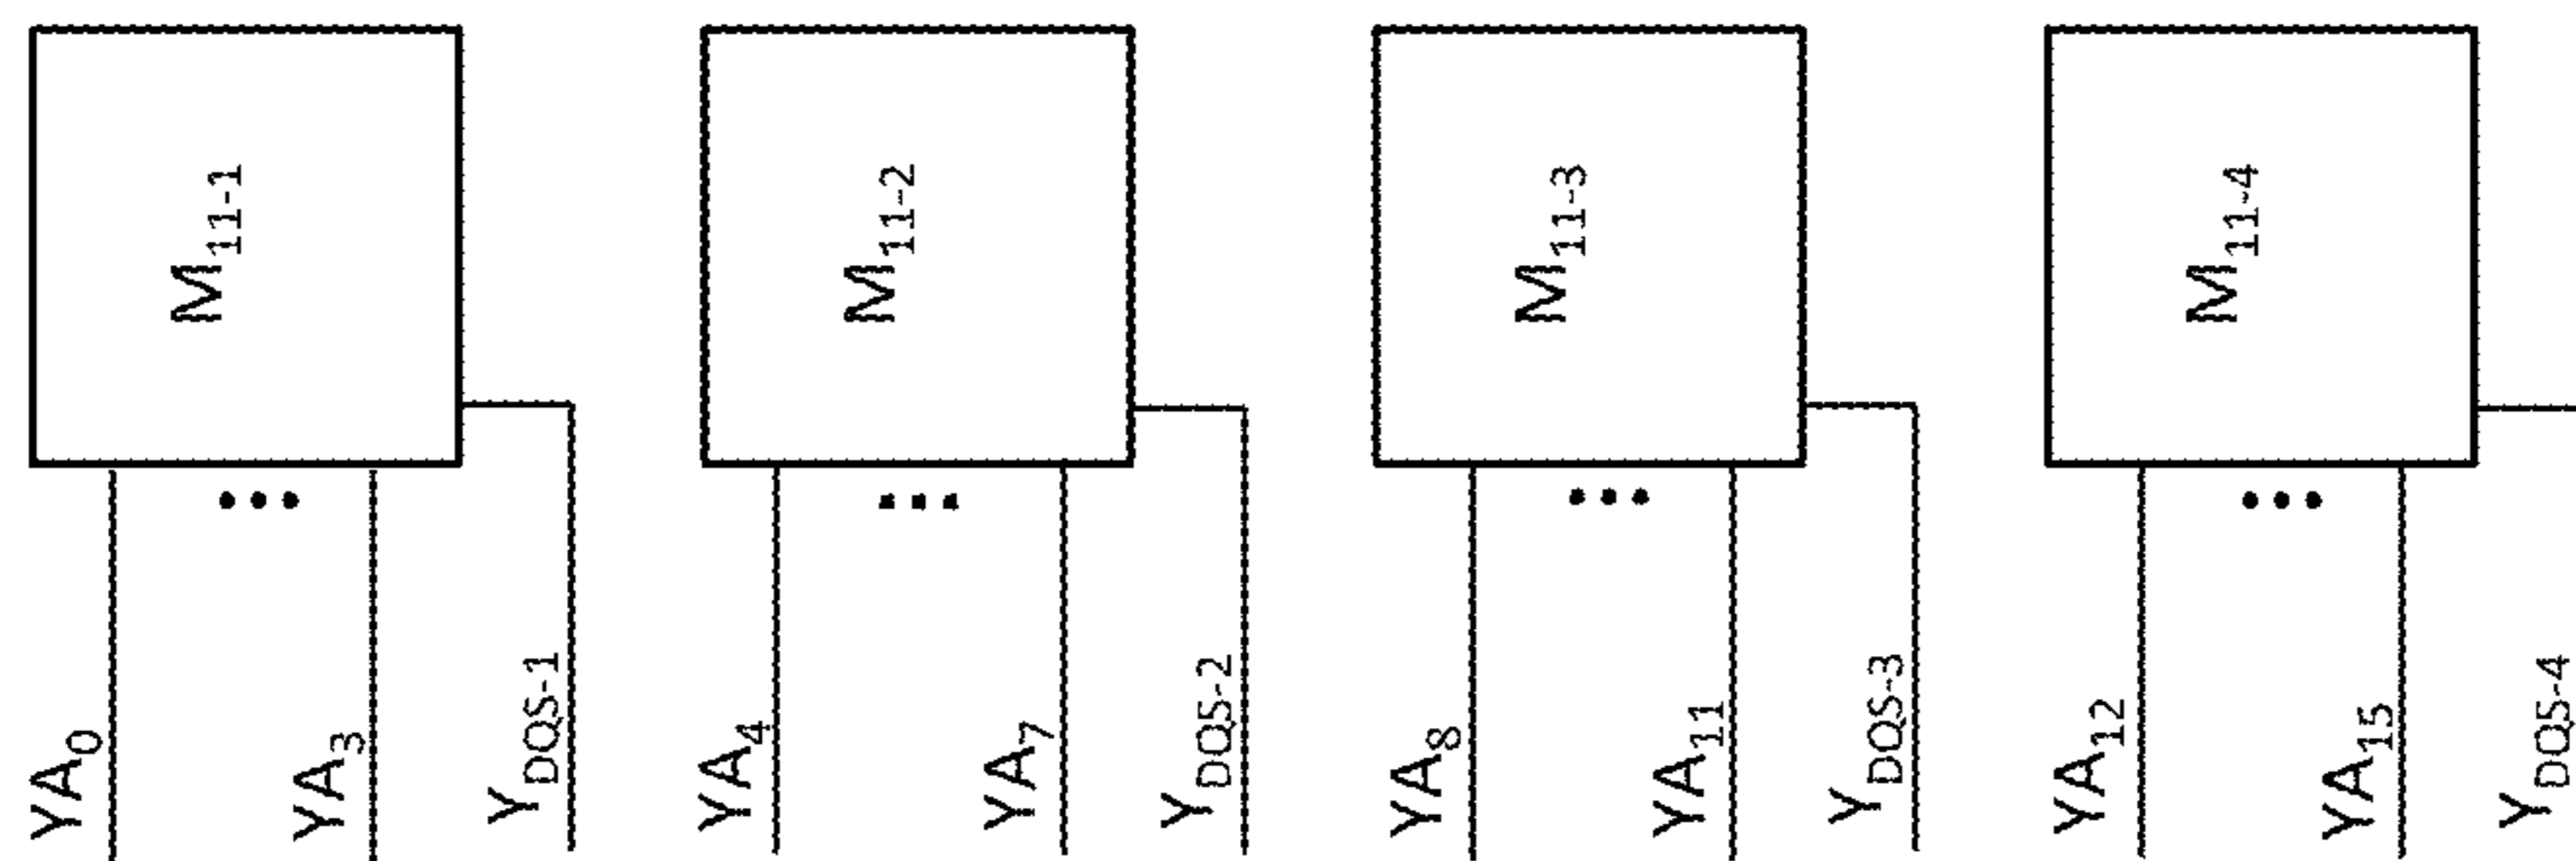 M11-1
M11-2
M11-3
M11-4
YA0
YA3
YDQS-1
YA4
YA7
YDQS-2
YA8
YA11
YDQS-3
YA12
YA15
YDQS-4